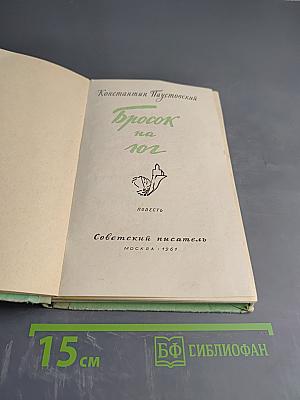 Константин Паустовский
Бросок
на
юг
ПОВЕСТЬ
Советский писатель
МОСКВА · 1961
15 см
БФ БИБЛИОФАН